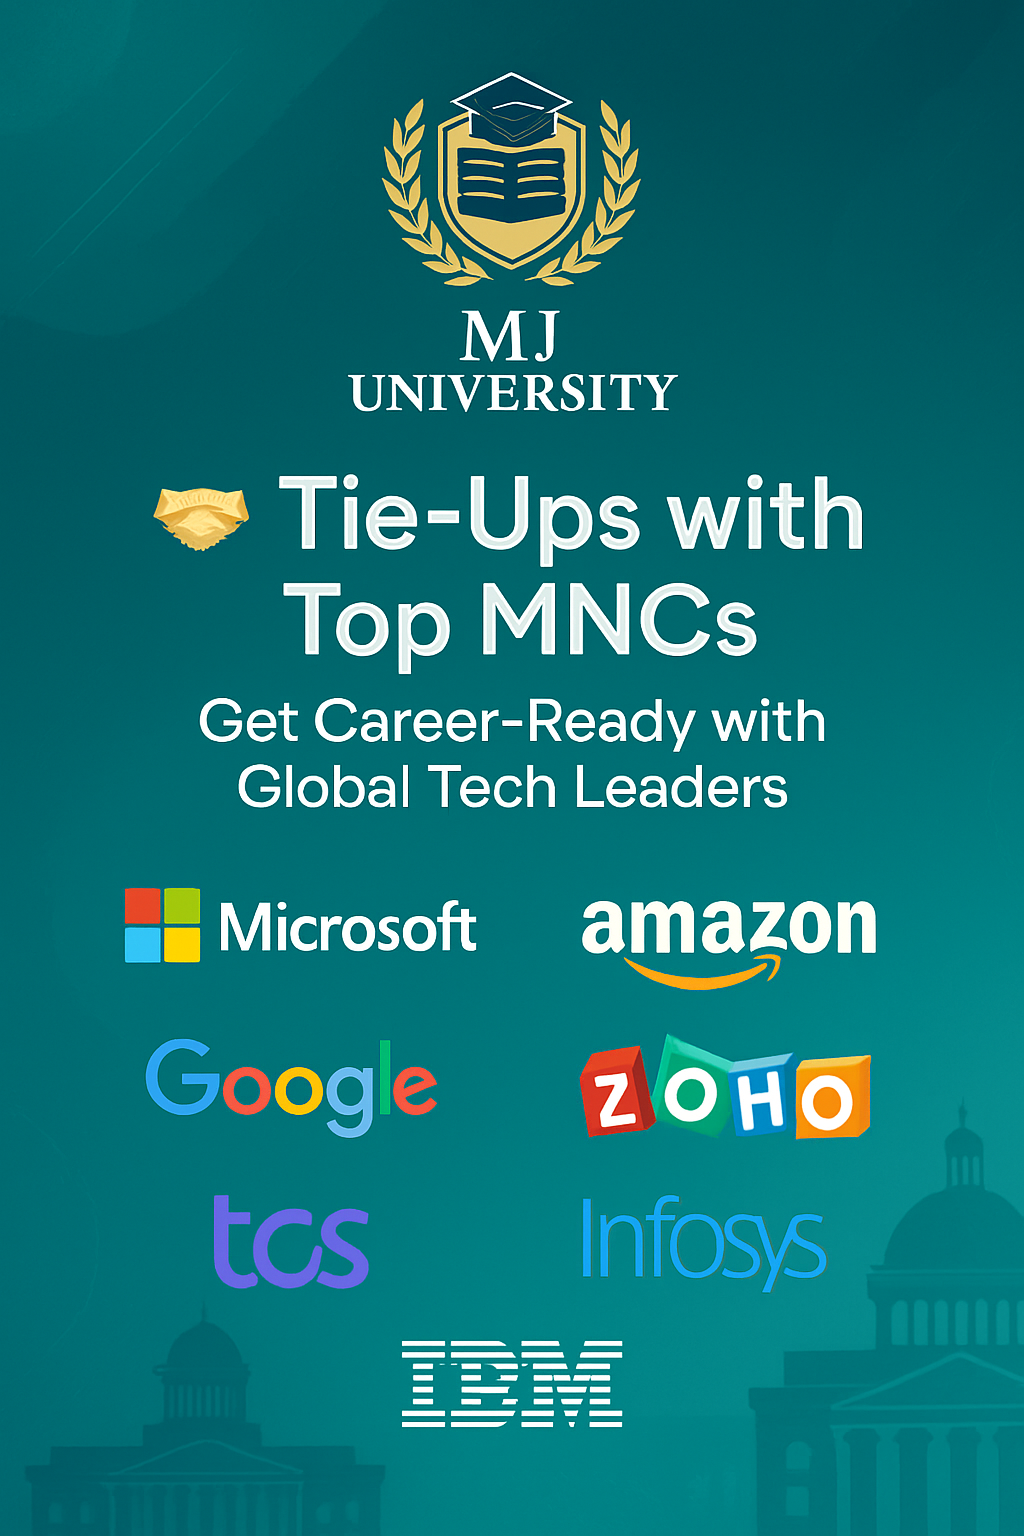 MJ
UNIVERSITY
Tie-Ups with
Top MNCs
Get Career-Ready with
Global Tech Leaders
Microsoft
amazon
Google
ZOHO
tcs
Infosys
IBM